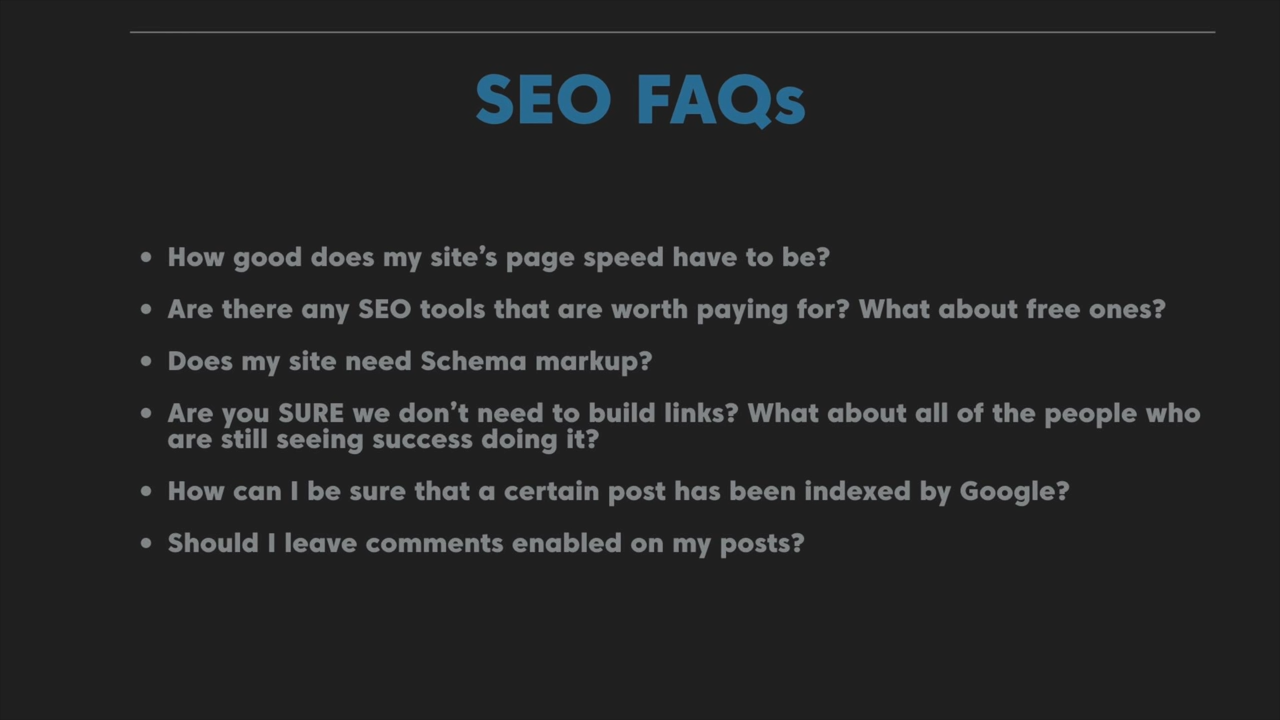 SEO FAQs
• How good does my site’s page speed have to be?
• Are there any SEO tools that are worth paying for? What about free ones?
• Does my site need Schema markup?
• Are you SURE we don’t need to build links? What about all of the people who
are still seeing success doing it?
• How can I be sure that a certain post has been indexed by Google?
• Should I leave comments enabled on my posts?